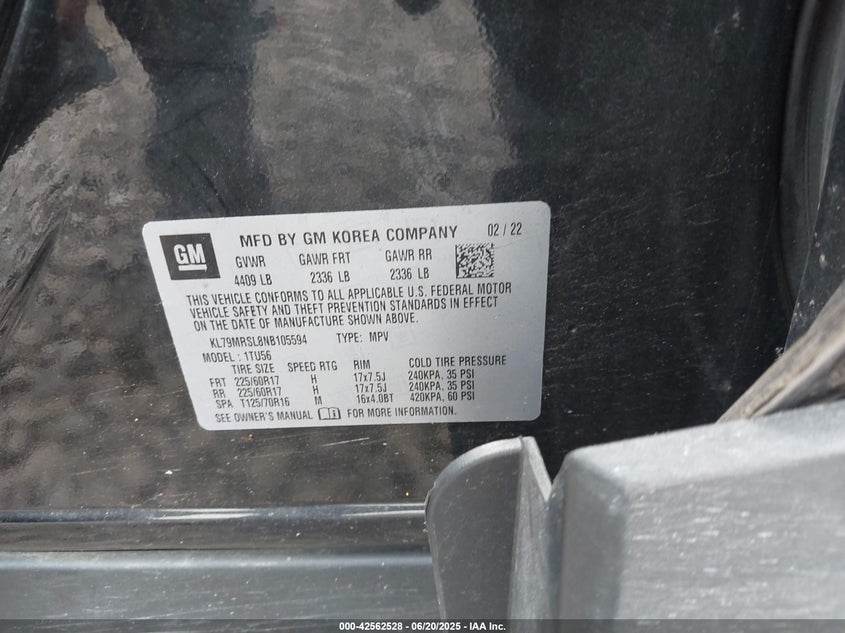 GM
MFD BY GM KOREA COMPANY 02 / 22
GVWR GAWR FRT GAWR RR
4409 LB 2336 LB 2336 LB
THIS VEHICLE CONFORMS TO ALL APPLICABLE U.S. FEDERAL MOTOR
VEHICLE SAFETY AND THEFT PREVENTION STANDARDS IN EFFECT
ON THE DATE OF MANUFACTURE SHOWN ABOVE.
KL79MRSL8NB105594 TYPE: MPV
MODEL: 1TU56
TIRE SIZE SPEED RTG RIM COLD TIRE PRESSURE
FRT 225/60R17 H 17x7.5J 240KPA, 35 PSI
RR 225/60R17 H 17x7.5J 240KPA, 35 PSI
SPA T125/70R16 M 16x4.0BT 420KPA, 60 PSI
SEE OWNER'S MANUAL FOR MORE INFORMATION.
000-42562528 - 06/20/2025 - IAA Inc.